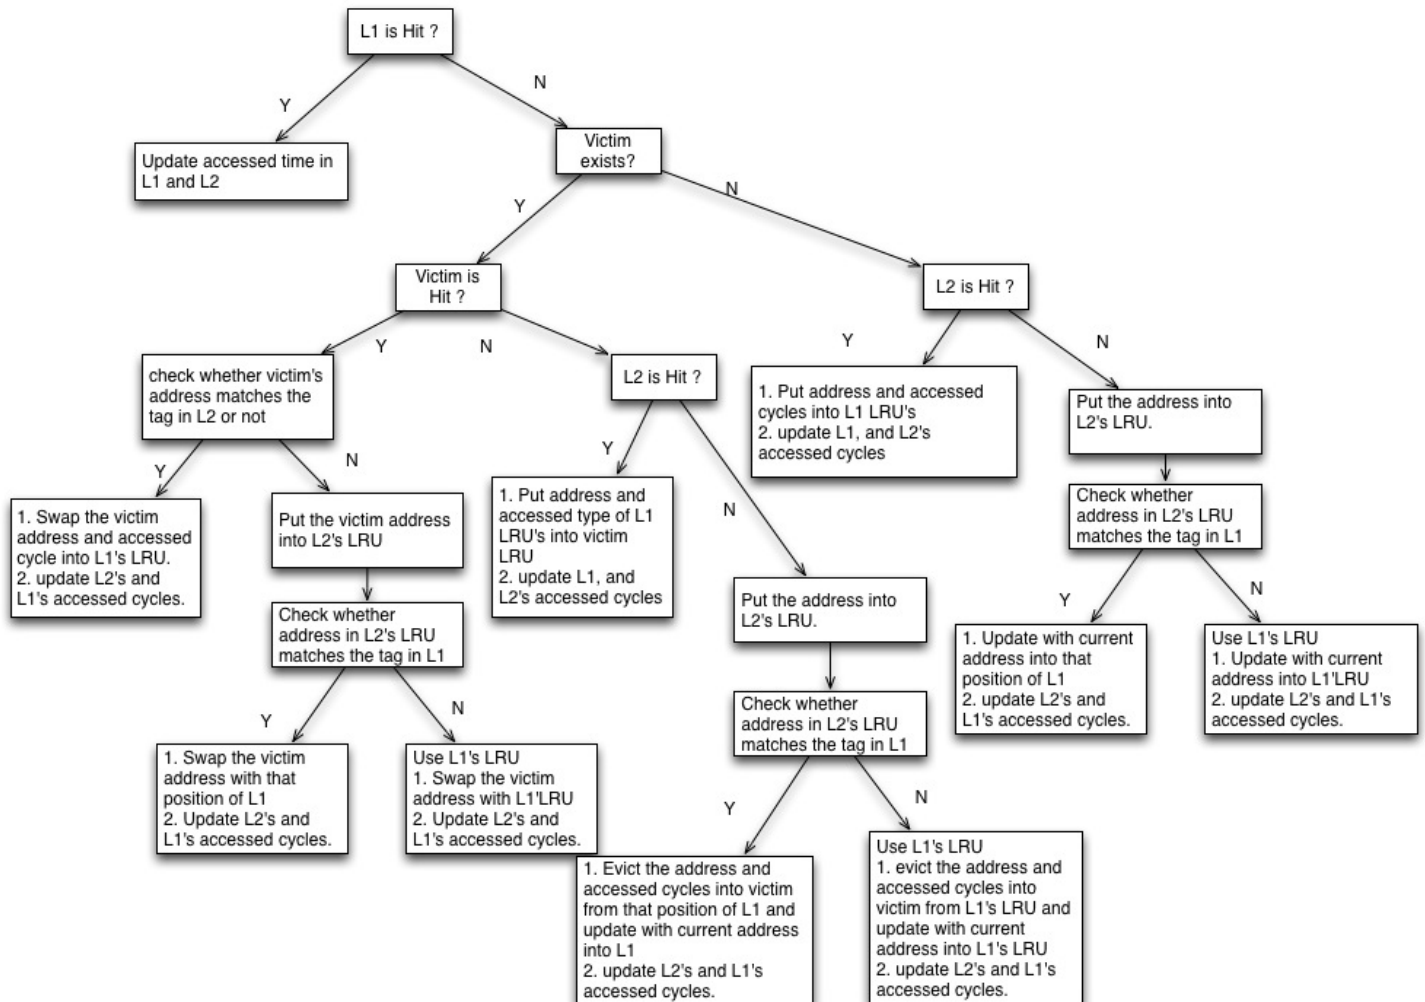 L1 is Hit ?
Y
N
Update accessed time in
L1 and L2
Victim
exists?
Y
N
Victim is
Hit ?
L2 is Hit ?
Y
N
Y
N
check whether victim's
address matches the
tag in L2 or not
L2 is Hit ?
1. Put address and accessed
cycles into L1 LRU's
2. update L1, and L2's
accessed cycles
Put the address into
L2's LRU.
Y
N
Y
N
1. Swap the victim
address and accessed
cycle into L1's LRU.
2. update L2's and
L1's accessed cycles.
Put the victim address
into L2's LRU
1. Put address and
accessed type of L1
LRU's into victim
LRU
2. update L1, and
L2's accessed cycles
Check whether
address in L2's LRU
matches the tag in L1
Put the address into
L2's LRU.
Check whether
address in L2's LRU
matches the tag in L1
Y
N
1. Update with current
address into that
position of L1
2. update L2's and
L1's accessed cycles.
Use L1's LRU
1. Update with current
address into L1'LRU
2. update L2's and L1's
accessed cycles.
Y
N
Check whether
address in L2's LRU
matches the tag in L1
1. Swap the victim
address with that
position of L1
2. Update L2's and
L1's accessed cycles.
Use L1's LRU
1. Swap the victim
address with L1'LRU
2. Update L2's and
L1's accessed cycles.
Y
N
1. Evict the address and
accessed cycles into victim
from that position of L1 and
update with current address
into L1
2. update L2's and L1's
accessed cycles.
Use L1's LRU
1. evict the address and
accessed cycles into
victim from L1's LRU and
update with current
address into L1's LRU
2. update L2's and L1's
accessed cycles.